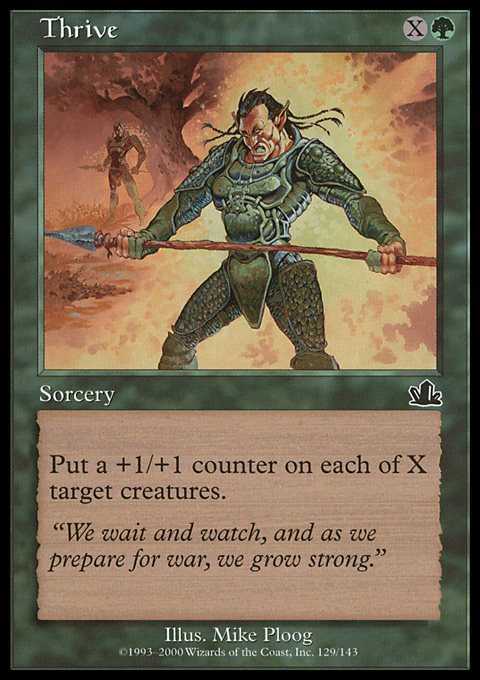 Thrive X
Sorcery
Put a +1/+1 counter on each of X
target creatures.
“We wait and watch, and as we
prepare for war, we grow strong.”
Illus. Mike Ploog
©1993–2000 Wizards of the Coast, Inc. 129/143